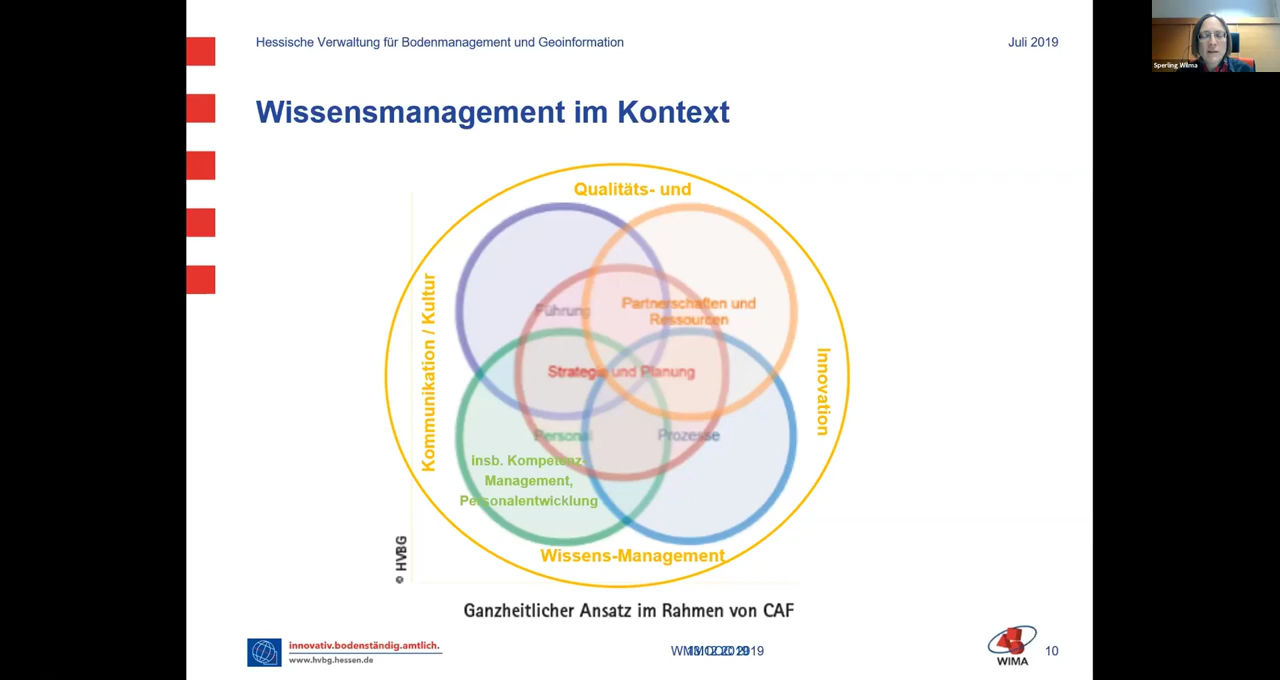 Hessische Verwaltung für Bodenmanagement und Geoinformation
Juli 2019
Sperling Wilma
Wissensmanagement im Kontext
Qualitäts- und
Kommunikation / Kultur
Innovation
Führung
Partnerschaften und
Ressourcen
Strategie und Planung
Personal
Prozesse
insb. Kompetenz-
Management,
Personalentwicklung
Wissens-Management
© HVBG
Ganzheitlicher Ansatz im Rahmen von CAF
innovativ.bodenständig.amtlich.
www.hvbg.hessen.de
WIMA
10